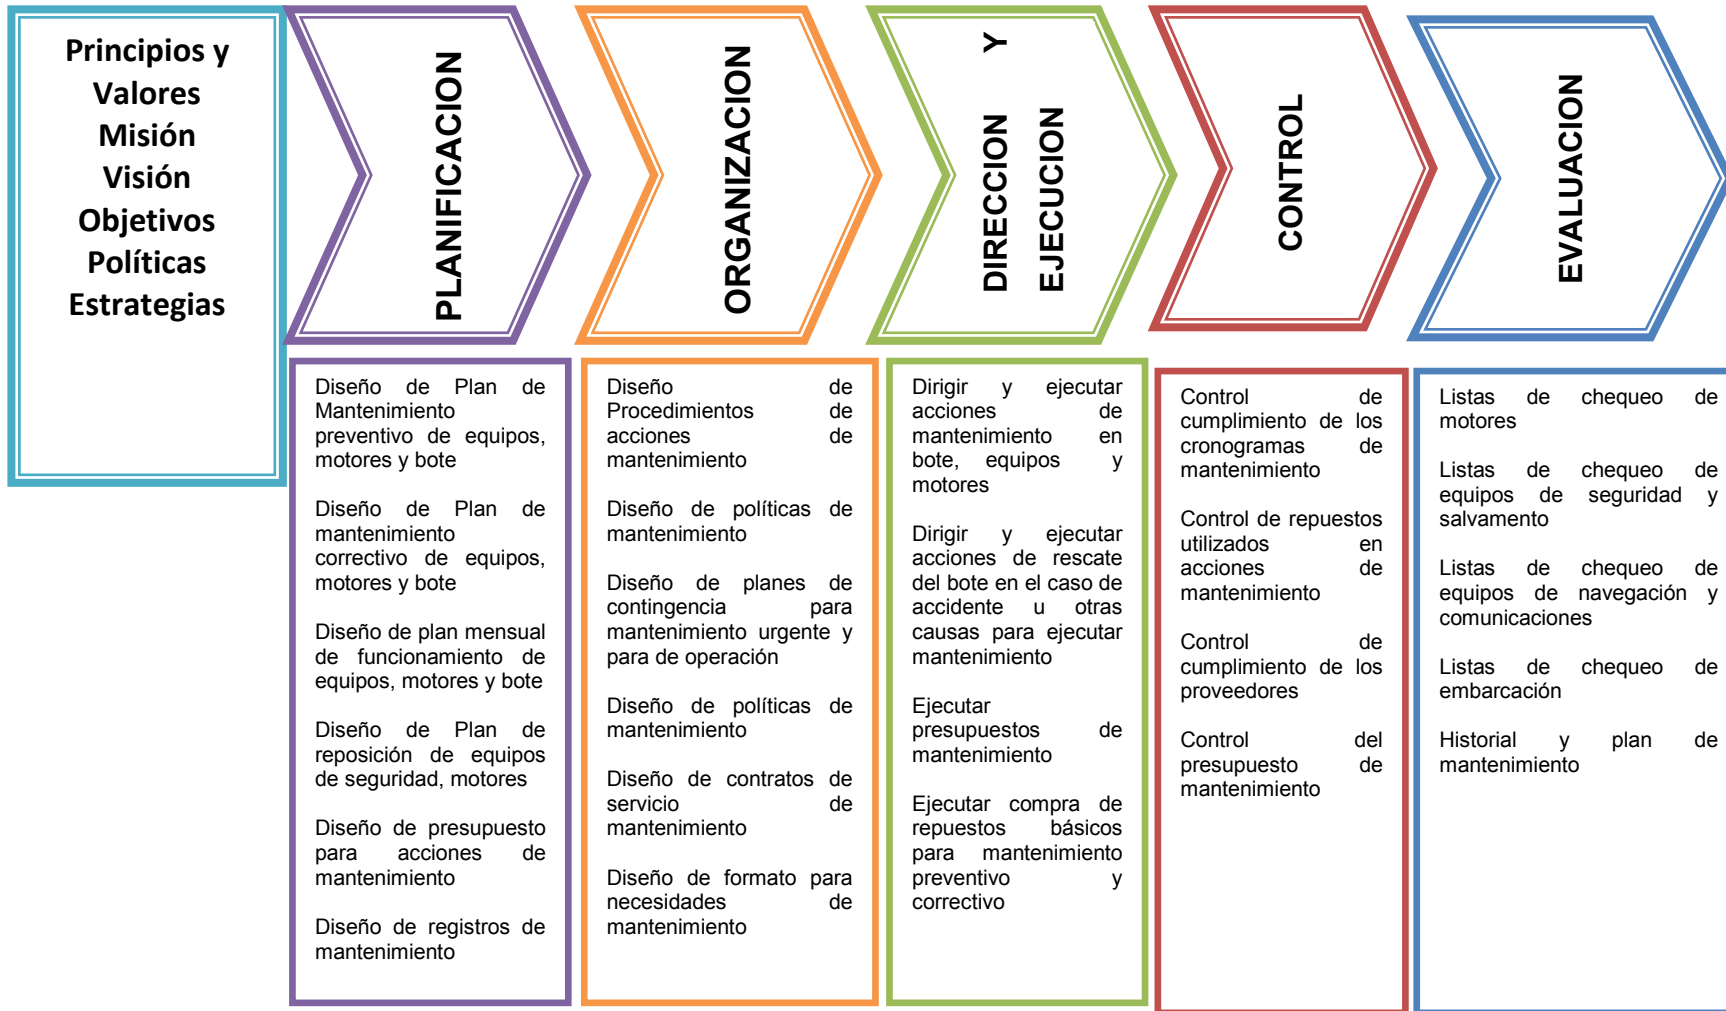 Principios y
Valores
Misión
Visión
Objetivos
Políticas
Estrategias
PLANIFICACION
ORGANIZACION
DIRECCION Y
EJECUCION
CONTROL
EVALUACION
Diseño de Plan de
Mantenimiento
preventivo de equipos,
motores y bote
Diseño de Plan de
mantenimiento
correctivo de equipos,
motores y bote
Diseño de plan mensual
de funcionamiento de
equipos, motores y bote
Diseño de Plan de
reposición de equipos
de seguridad, motores
Diseño de presupuesto
para acciones de
mantenimiento
Diseño de registros de
mantenimiento
Diseño de
Procedimientos de
acciones de
mantenimiento
Diseño de políticas de
mantenimiento
Diseño de planes de
contingencia para
mantenimiento urgente y
para de operación
Diseño de políticas de
mantenimiento
Diseño de contratos de
servicio de
mantenimiento
Diseño de formato para
necesidades de
mantenimiento
Dirigir y ejecutar
acciones de
mantenimiento en
bote, equipos y
motores
Dirigir y ejecutar
acciones de rescate
del bote en el caso de
accidente u otras
causas para ejecutar
mantenimiento
Ejecutar
presupuestos de
mantenimiento
Ejecutar compra de
repuestos básicos
para mantenimiento
preventivo y
correctivo
Control de
cumplimiento de los
cronogramas de
mantenimiento
Control de repuestos
utilizados en
acciones de
mantenimiento
Control de
cumplimiento de los
proveedores
Control del
presupuesto de
mantenimiento
Listas de chequeo de
motores
Listas de chequeo de
equipos de seguridad y
salvamento
Listas de chequeo de
equipos de navegación y
comunicaciones
Listas de chequeo de
embarcación
Historial y plan de
mantenimiento